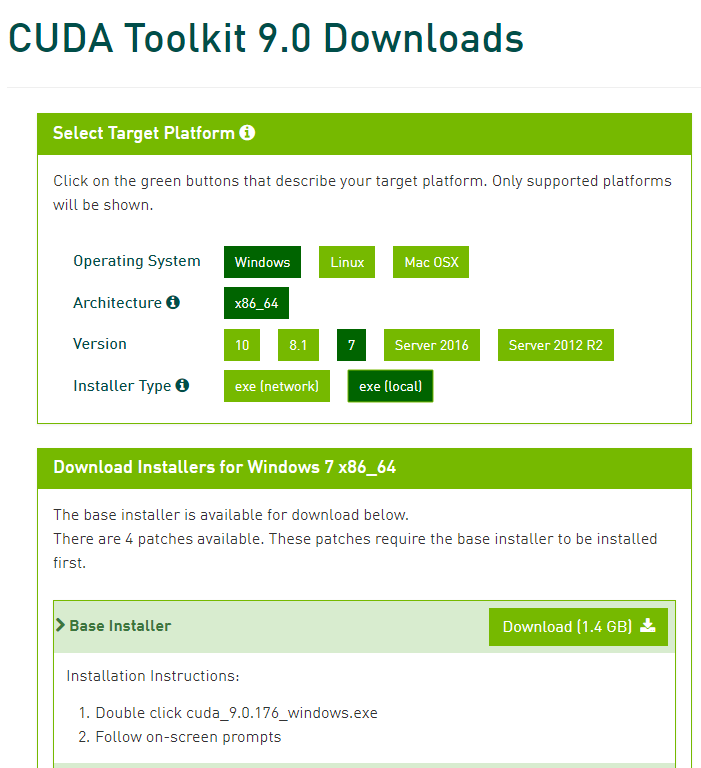 CUDA Toolkit 9.0 Downloads
Select Target Platform
Click on the green buttons that describe your target platform. Only supported platforms
will be shown.
Operating System Windows Linux Mac OSX
Architecture x86_64
Version 10 8.1 7 Server 2016 Server 2012 R2
Installer Type exe (network) exe (local)
Download Installers for Windows 7 x86_64
The base installer is available for download below.
There are 4 patches available. These patches require the base installer to be installed
first.
Base Installer Download (1.4 GB)
Installation Instructions:
1. Double click cuda_9.0.176_windows.exe
2. Follow on-screen prompts